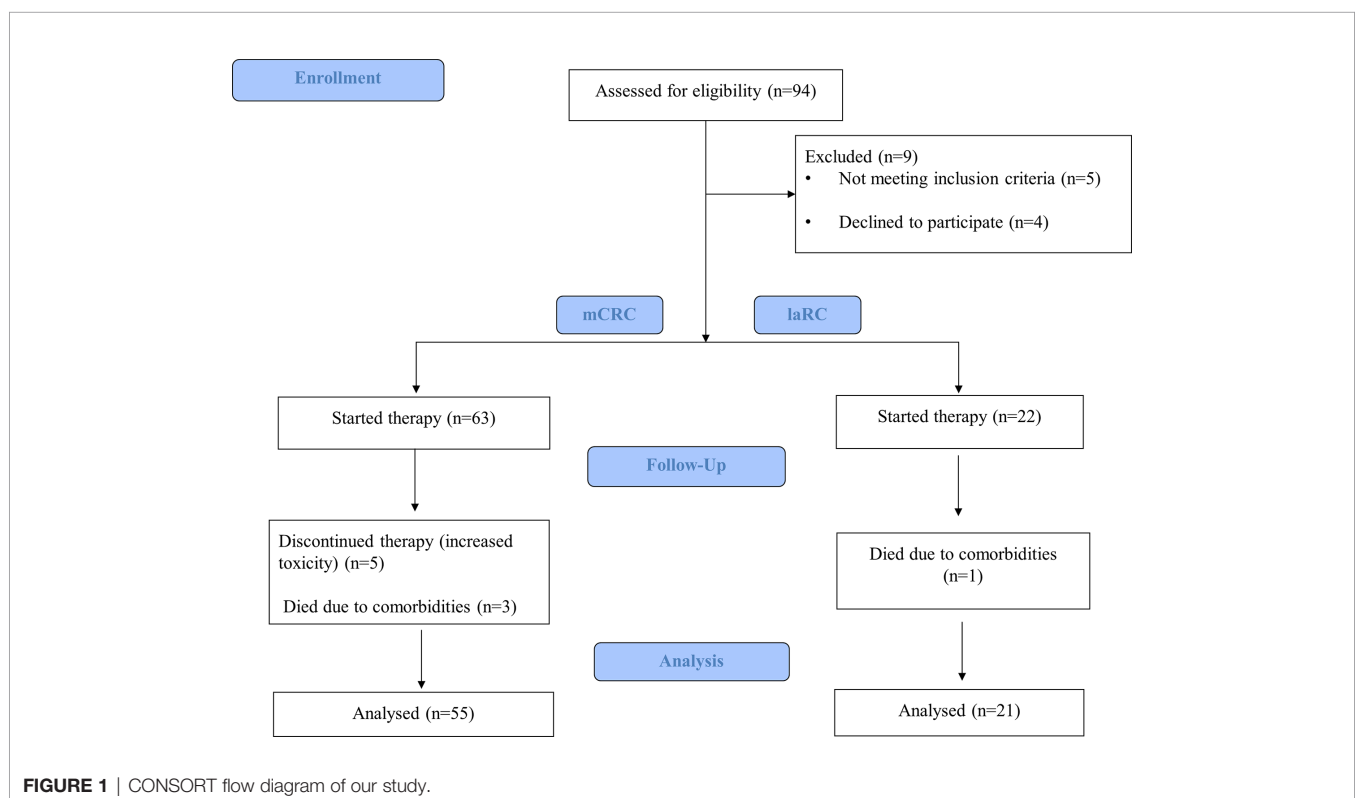 Enrollment
Assessed for eligibility (n=94)
Excluded (n=9)
• Not meeting inclusion criteria (n=5)
• Declined to participate (n=4)
mCRC
laRC
Started therapy (n=63)
Started therapy (n=22)
Follow-Up
Discontinued therapy (increased
toxicity) (n=5)
Died due to comorbidities (n=3)
Died due to comorbidities
(n=1)
Analysis
Analysed (n=55)
Analysed (n=21)
FIGURE 1 | CONSORT flow diagram of our study.